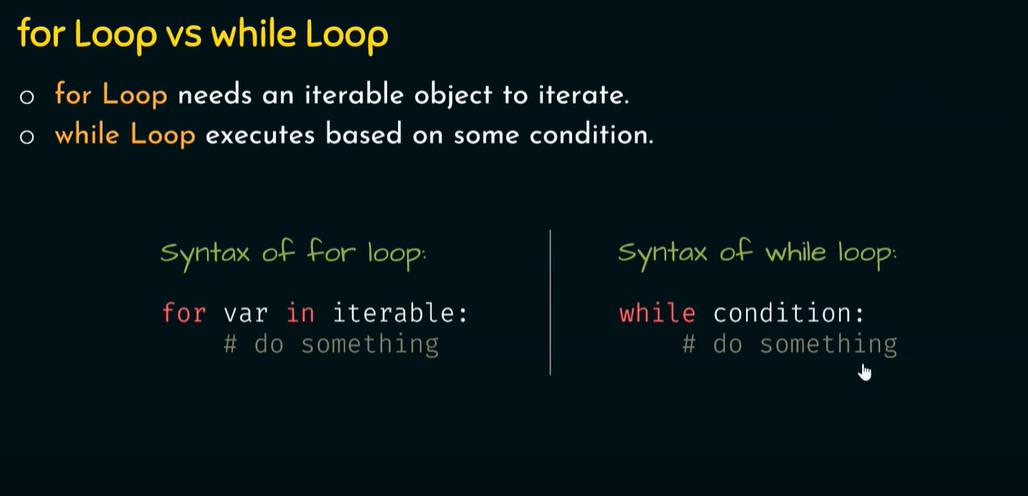 for Loop vs while Loop
○ for Loop needs an iterable object to iterate.
○ while Loop executes based on some condition.
Syntax of for loop:
for var in iterable:
    # do something
Syntax of while loop:
while condition:
    # do something